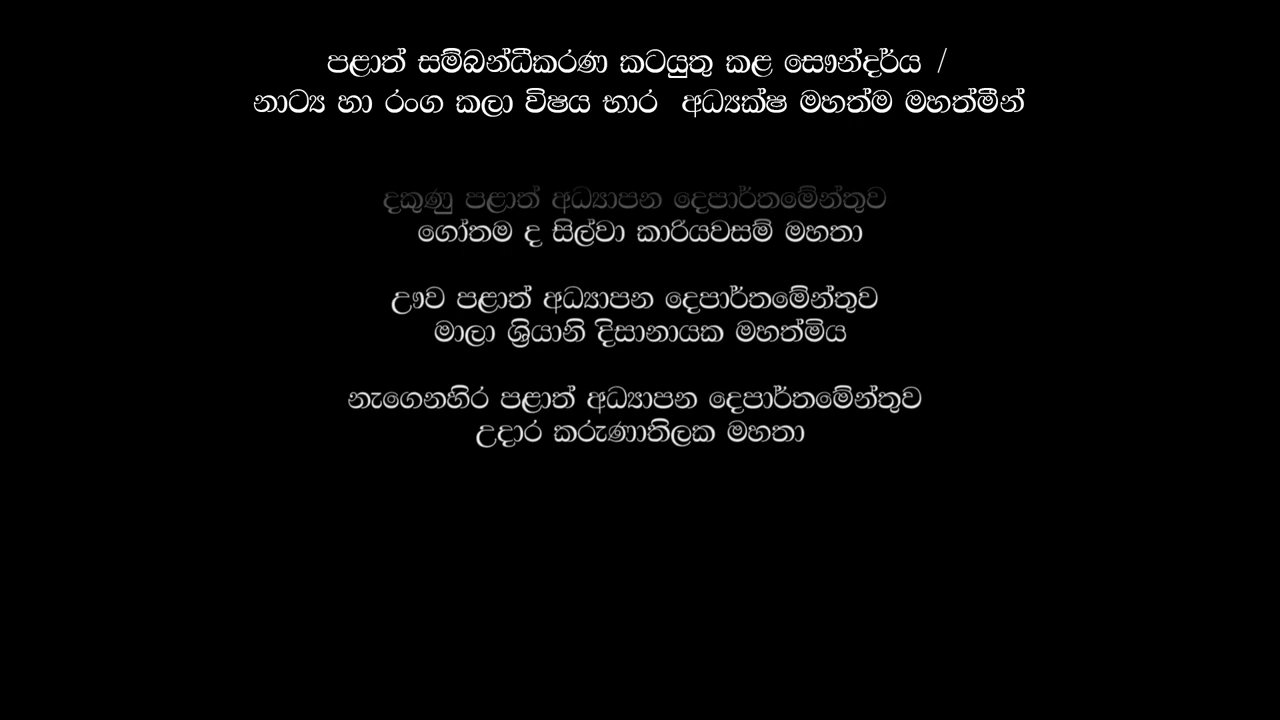 පළාත් සම්බන්ධීකරණ කටයුතු කළ සෞන්දර්ය /
නාට්‍ය හා රංග කලා විෂය භාර අධ්‍යක්ෂ මහත්ම මහත්මීන්
දකුණු පළාත් අධ්‍යාපන දෙපාර්තමේන්තුව
ගෝතම ද සිල්වා කාරියවසම් මහතා
ඌව පළාත් අධ්‍යාපන දෙපාර්තමේන්තුව
මාලා ශ්‍රියානි දිසානායක මහත්මිය
නැගෙනහිර පළාත් අධ්‍යාපන දෙපාර්තමේන්තුව
උදාර කරුණාතිලක මහතා